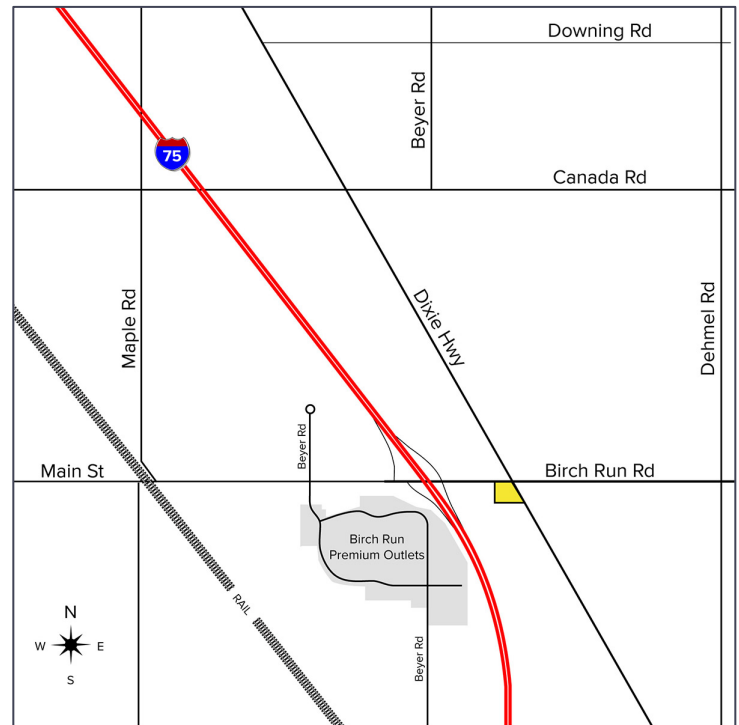 Downing Rd
Beyer Rd
75
Canada Rd
Maple Rd
Dixie Hwy
Dehmel Rd
Beyer Rd
Main St
Birch Run Rd
Birch Run
Premium Outlets
RAIL
N
W E
S
Beyer Rd